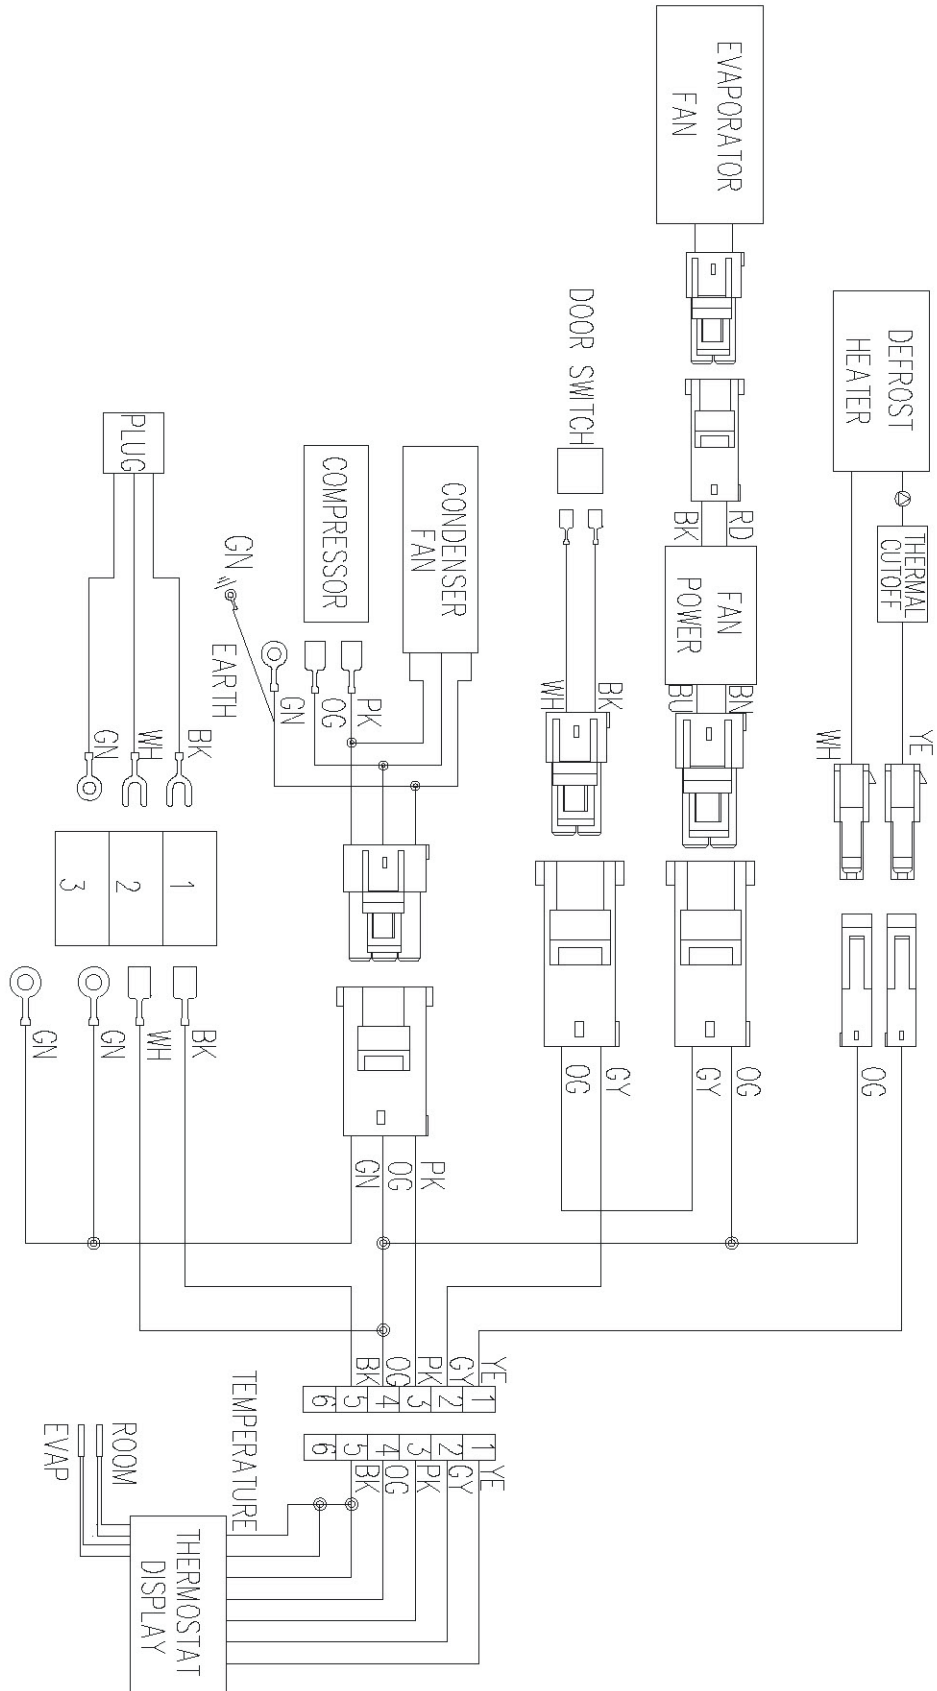 EVAPORATOR
FAN
DEFROST
HEATER
DOOR SWITCH
PLUG
COMPRESSOR
CONDENSER
FAN
RD
BK
THERMAL
CUTOFF
FAN
POWER
GN
EARTH
GN
OG
PK
WH
BK
BU
BN
WH
YE
GN
WH
BK
3
2
1
GN
GN
WH
BK
OG
GY
GY
OG
OG
GN
OG
PK
BK
OG
PK
GY
YE
6
5
4
3
2
1
6
5
4
3
2
1
BK
OG
PK
GY
YE
TEMPERATURE
ROOM
EVAP
THERMOSTAT
DISPLAY